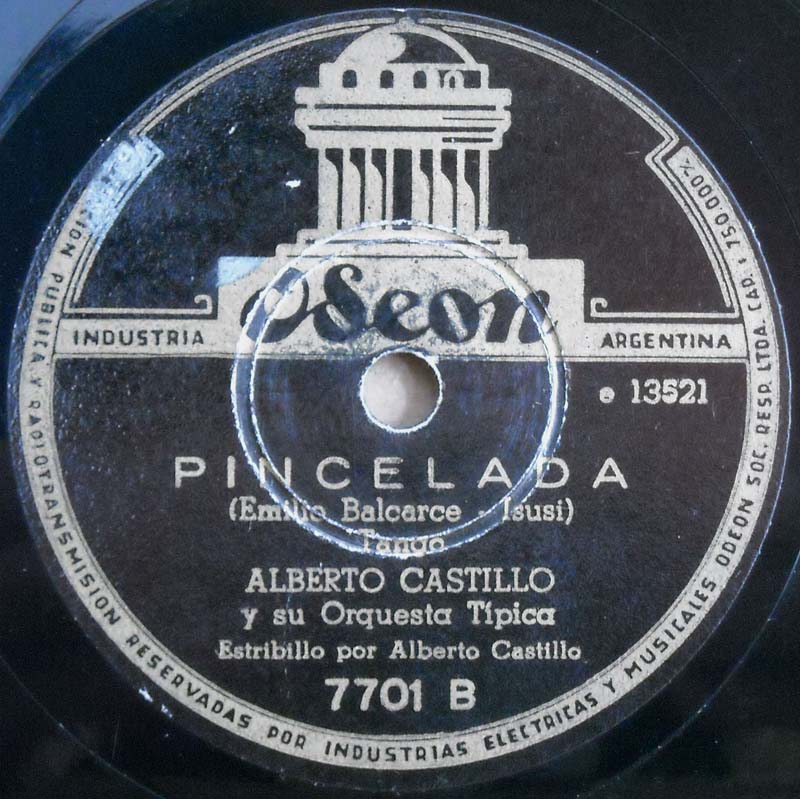 Odeon
INDUSTRIA ARGENTINA
e 13521
PINCELADA
(Emilio Balcarce - Isusi)
Tango
ALBERTO CASTILLO
y su Orquesta Típica
Estribillo por Alberto Castillo
7701 B
PUBLICA Y RADIOTRANSMISION RESERVADAS POR INDUSTRIAS ELECTRICAS Y MUSICALES ODEON SOC. RESP. LTDA. CAP. $ 750.000 %